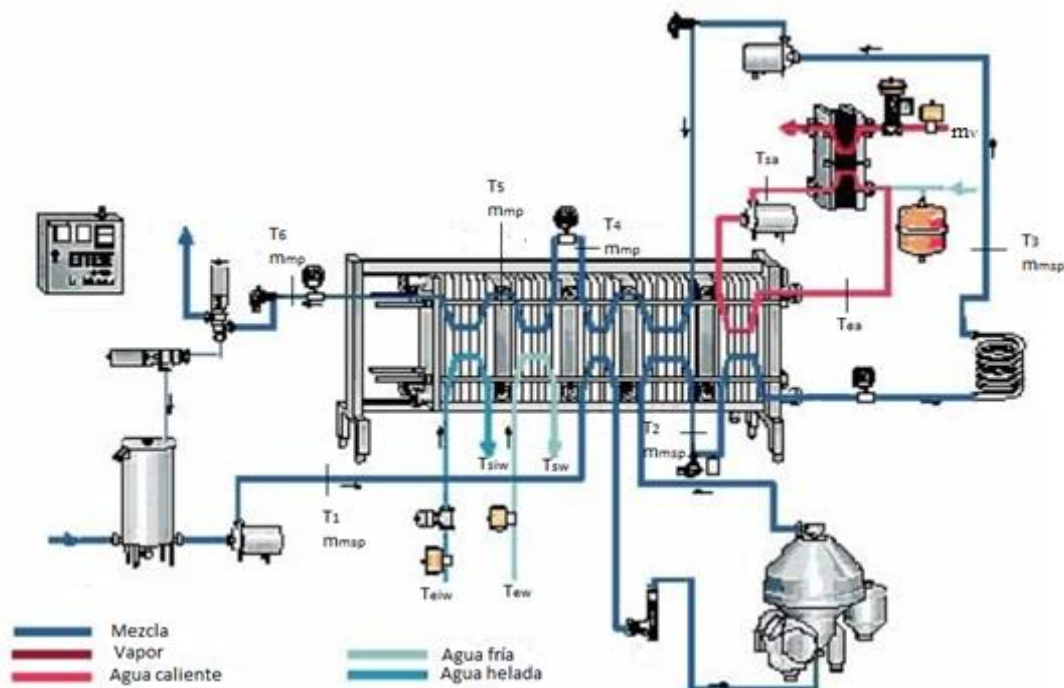 mv
Tsa
T5
mmp
T4
mmp
T6
mmp
T3
mmsp
Tea
T2
mmsp
Tsiw
Tsw
T1
mmsp
Teiw
Tew
Mezcla
Vapor
Agua caliente
Agua fría
Agua helada